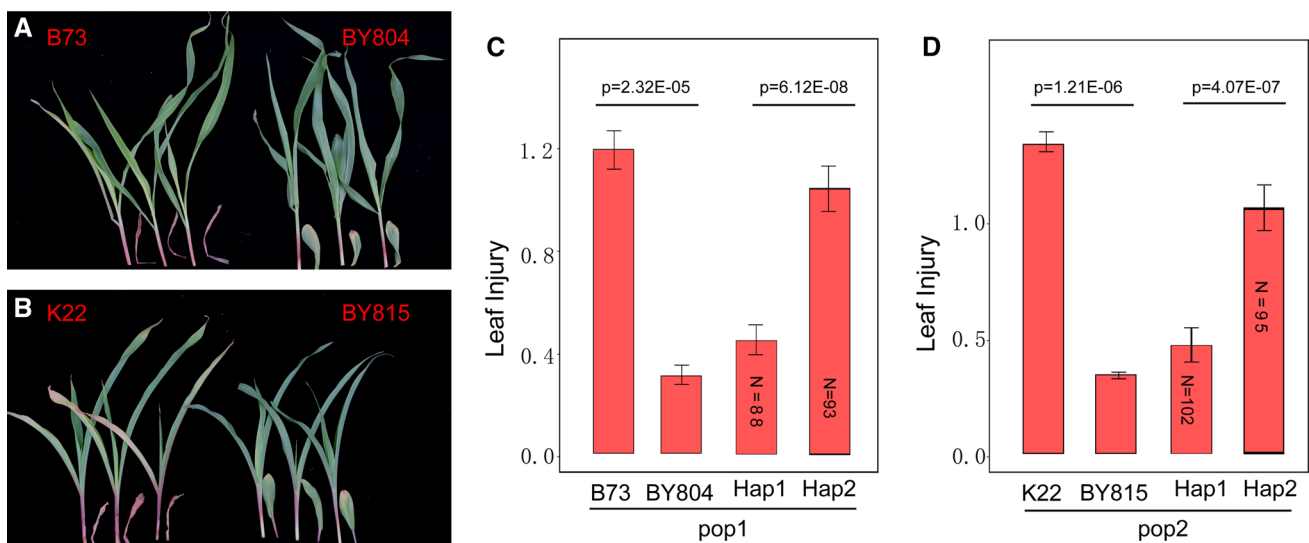 A
B73
BY804
B
K22
BY815
C
p=2.32E-05
p=6.12E-08
Leaf Injury
1.2
0.8
0.4
0.0
N=88
N=93
B73
BY804
Hap1
Hap2
pop1
D
p=1.21E-06
p=4.07E-07
Leaf Injury
1.0
0.5
0.0
N=102
N=95
K22
BY815
Hap1
Hap2
pop2